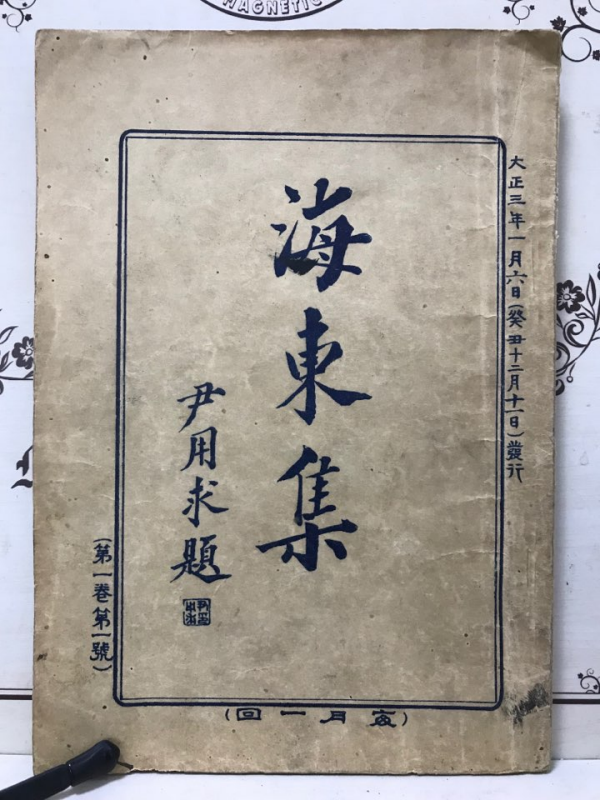 MAGNETIC
大正三年一月六日(癸丑十二月十一日)發行
海東集
尹用求題
(第一卷第一號)
(每月一回)